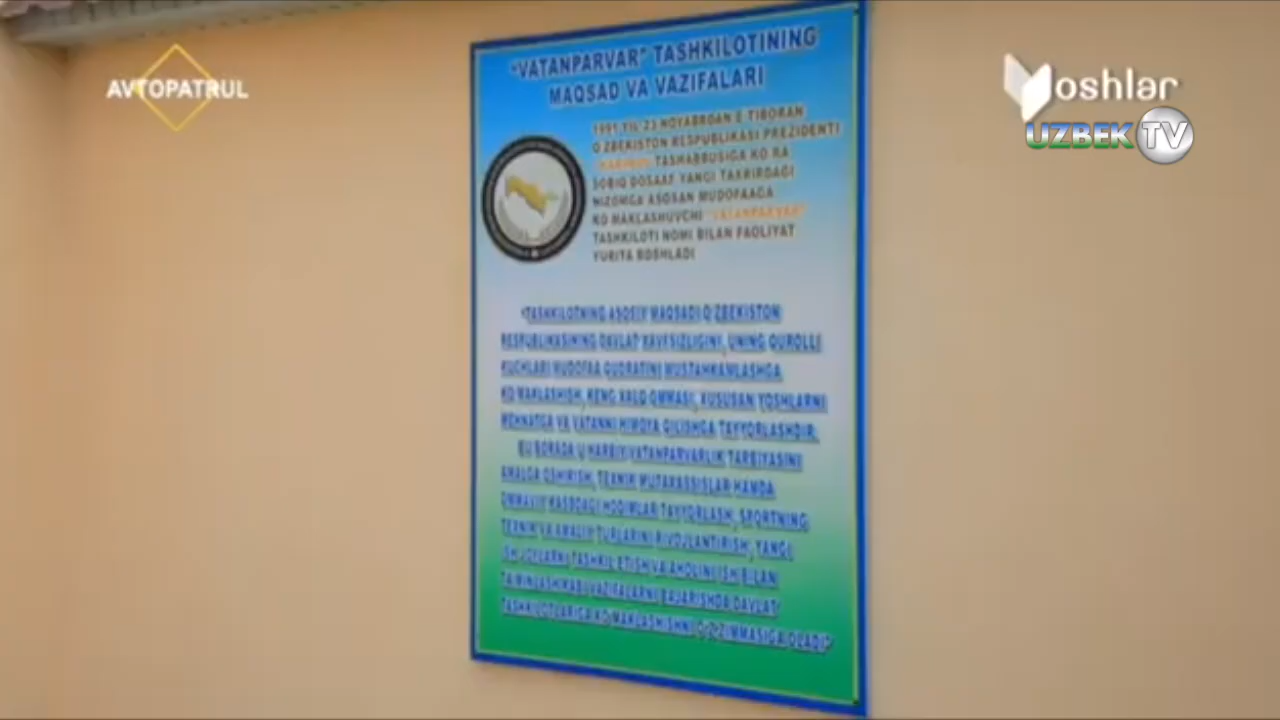 AVTOPATRUL
Yoshlar
UZBEK TV
"VATANPARVAR" TASHKILOTINING
MAQSAD VA VAZIFALARI
1991 YIL 23 NOYABRDAN E TIBORAN
O ZBEKISTON RESPUBLIKASI PREZIDENTI
TASHABBUSIGA KO RA
SOBIQ DOSAAF YANGI TAXRIRDAGI
NIZOMGA ASOSAN MUDOFAAGA
KO MAKLASHUVCHI "VATANPARVAR"
TASHKILOTI NOMI BILAN FAOLIYAT
YURITA BOSHLADI
"TASHKILOTNING ASOSIY MAQSADI O ZBEKISTON
RESPUBLIKASINING DAVLAT XAVFSIZLIGINI, UNING QUROLLI
KUCHLARI MUDOFAA QUDRATINI MUSTAHKAMLASHGA
KO MAKLASHISH, KENG XALQ OMMASI, XUSUSAN YOSHLARNI
MEHNATGA VA VATANNI HIMOYA QILISHGA TAYYORLASHDIR.
BU BORADA U HARBIY VATANPARVARLIK TARBIYASINI
AMALGA OSHIRISH, TEXNIK MUTAXASSISLAR HAMDA
OMMAVIY KASBDAGI HODIMLAR TAYYORLASH, SPORTNING
TEXNIK VA AMALIY TURLARINI RIVOJLANTIRISH, YANGI
ISH JOYLARNI TASHKIL ETISH VA AHOLINI ISH BILAN
TA MINLASH KABI VAZIFALARNI BAJARISHDA DAVLAT
TASHKILOTLARIGA KO MAKLASHISHNI O Z ZIMMASIGA OLADI"